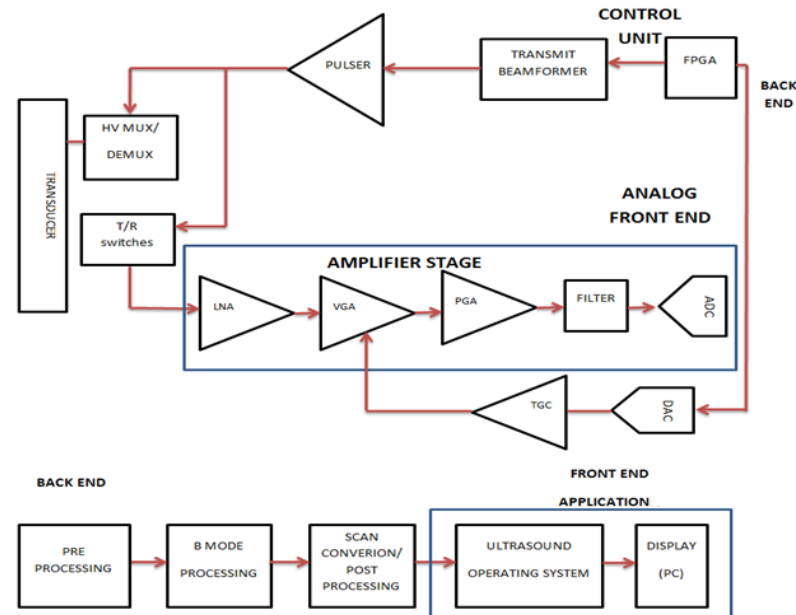 CONTROL
UNIT
PULSER
TRANSMIT
BEAMFORMER
FPGA
BACK
END
HV MUX/
DEMUX
TRANSDUCER
T/R
switches
ANALOG
FRONT END
AMPLIFIER STAGE
LNA
VGA
PGA
FILTER
ADC
TGC
DAC
BACK END
FRONT END
APPLICATION
PRE
PROCESSING
B MODE
PROCESSING
SCAN
CONVERION/
POST
PROCESSING
ULTRASOUND
OPERATING SYSTEM
DISPLAY
(PC)